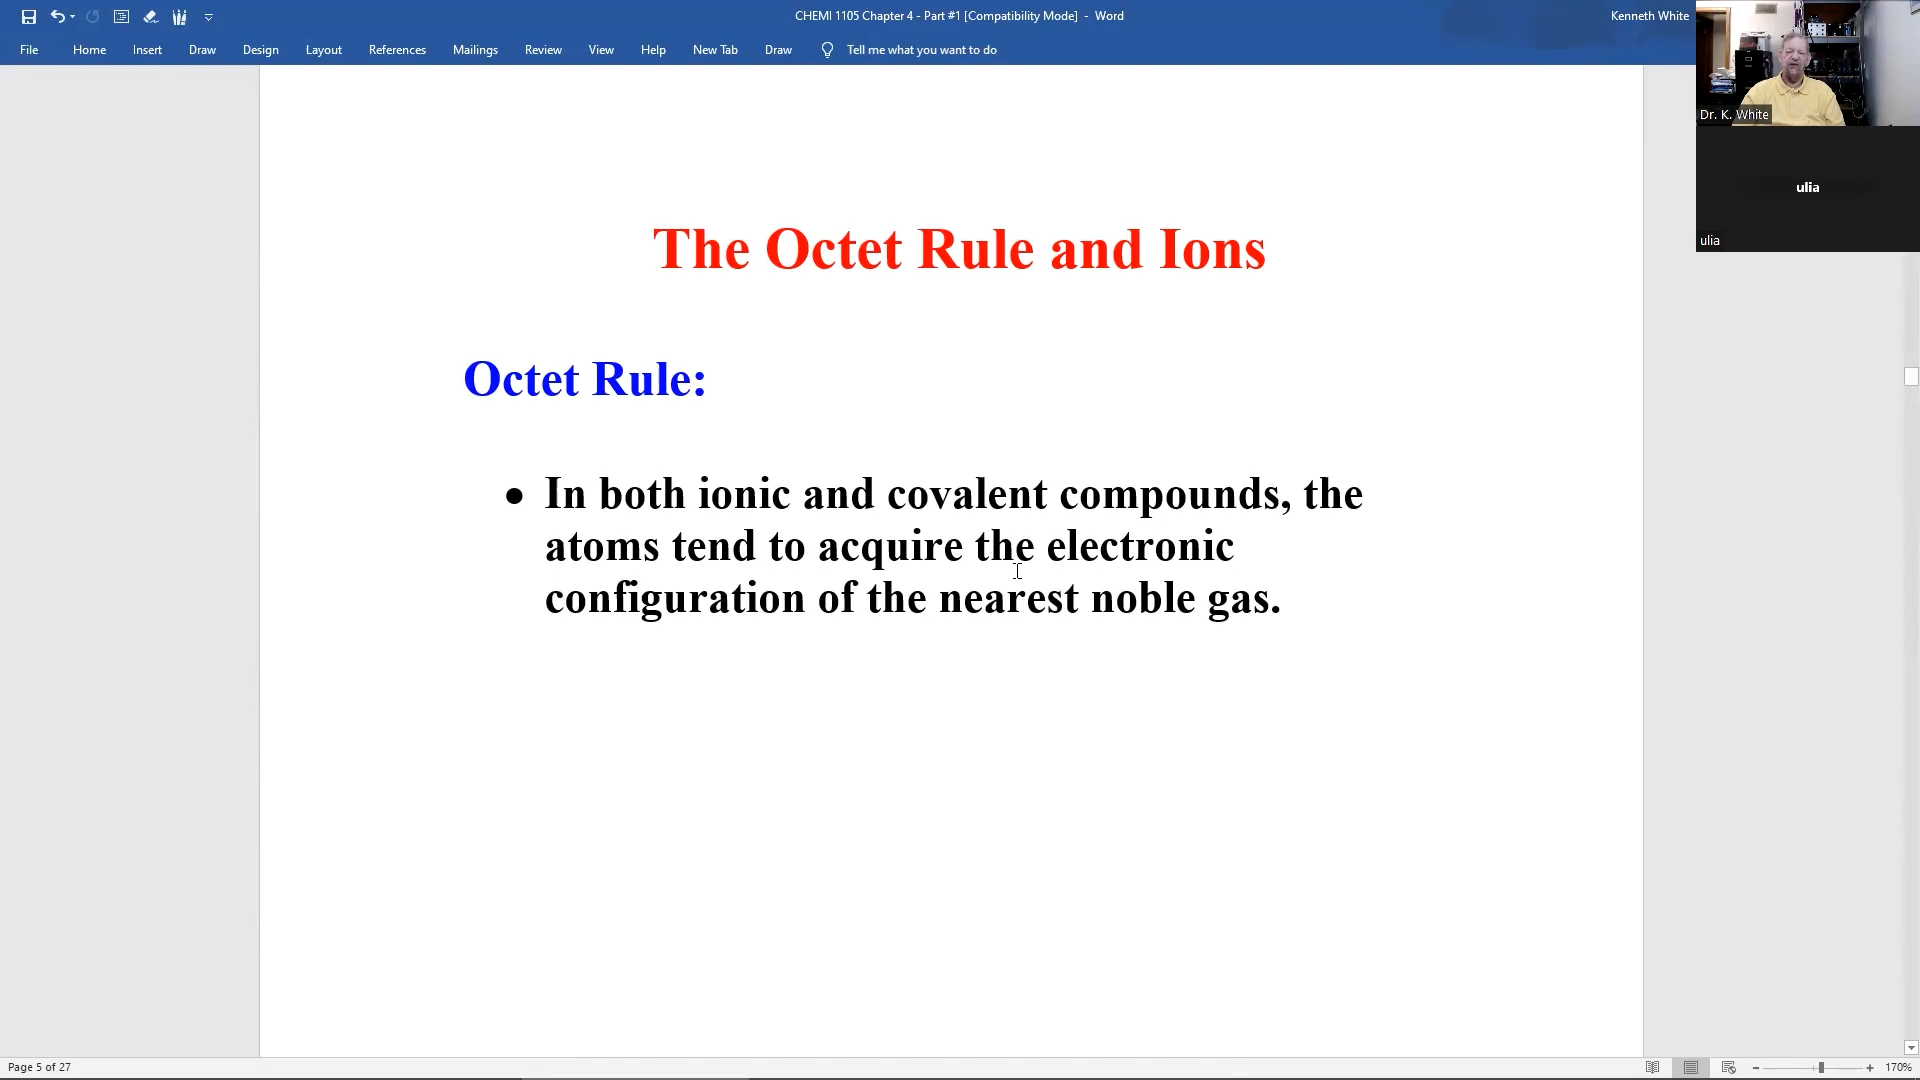 CHEMI 1105 Chapter 4 - Part #1 [Compatibility Mode] - Word
Kenneth White
File Home Insert Draw Design Layout References Mailings Review View Help New Tab Draw Tell me what you want to do
Dr. K. White
ulia
ulia
The Octet Rule and Ions
Octet Rule:
• In both ionic and covalent compounds, the
atoms tend to acquire the electronic
configuration of the nearest noble gas.
Page 5 of 27
170%